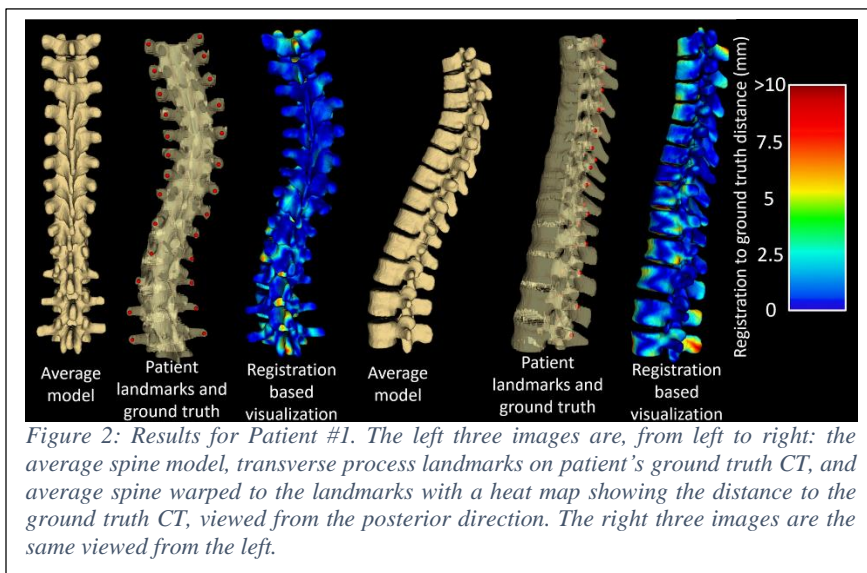 Average
model
Patient
landmarks and
ground truth
Registration
based
visualization
Average
model
Patient
landmarks and
ground truth
Registration
based
visualization
Registration to ground truth distance (mm)
>10
7.5
5
2.5
0
Figure 2: Results for Patient #1. The left three images are, from left to right: the
average spine model, transverse process landmarks on patient's ground truth CT, and
average spine warped to the landmarks with a heat map showing the distance to the
ground truth CT, viewed from the posterior direction. The right three images are the
same viewed from the left.